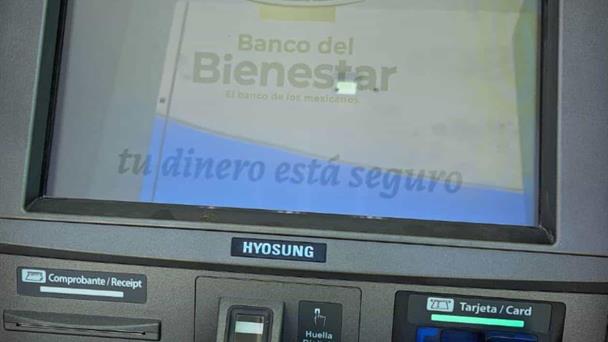 Banco del
Bienestar
El banco de los mexicanos.
tu dinero está seguro
HYOSUNG
Comprobante / Receipt
Tarjeta / Card
Huella